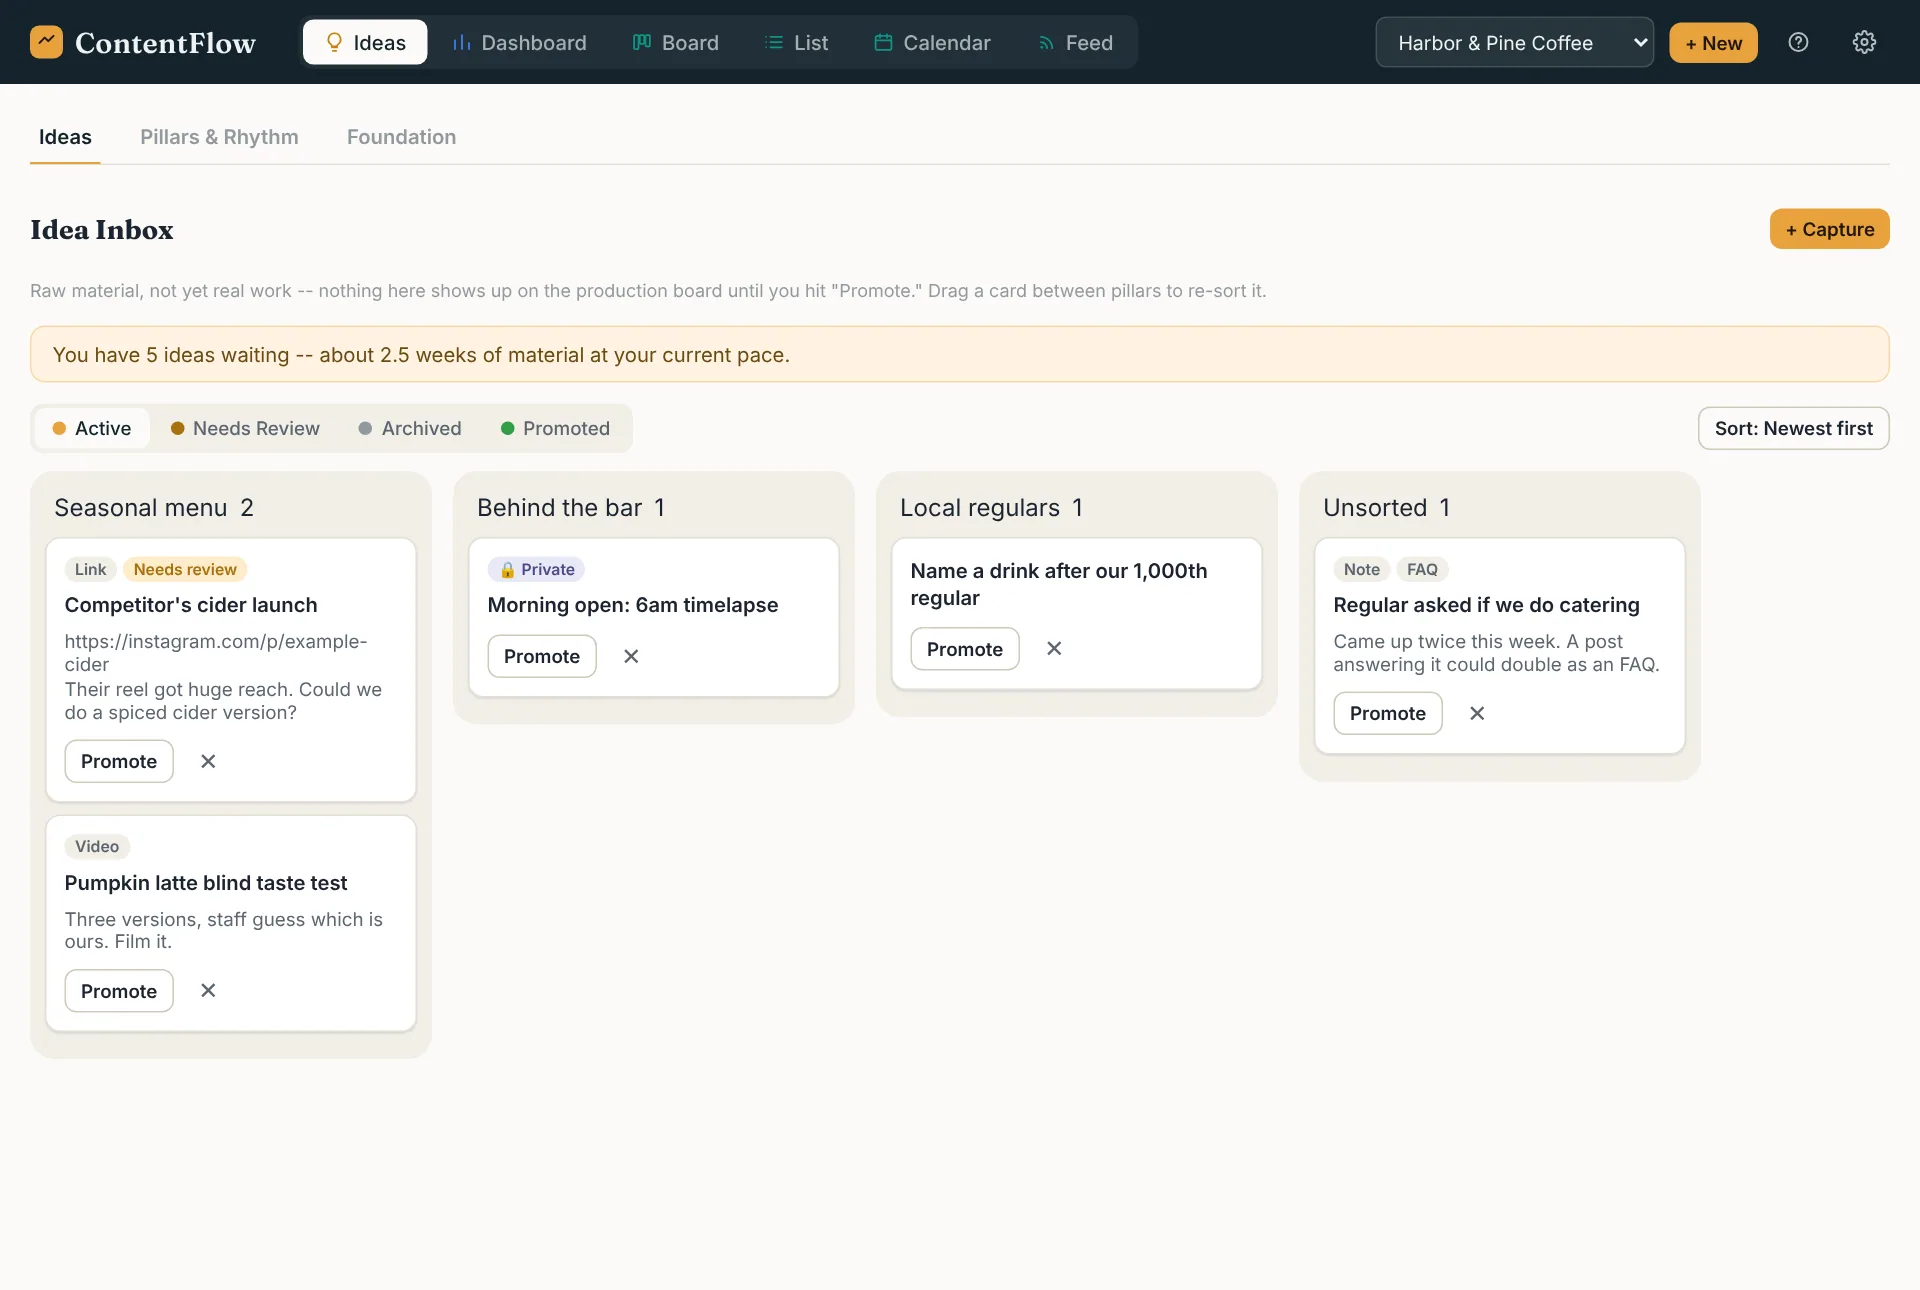 ContentFlow
Ideas
Dashboard
Board
List
Calendar
Feed
Harbor & Pine Coffee
+ New
Ideas
Pillars & Rhythm
Foundation
Idea Inbox
+ Capture
Raw material, not yet real work -- nothing here shows up on the production board until you hit "Promote." Drag a card between pillars to re-sort it.
You have 5 ideas waiting -- about 2.5 weeks of material at your current pace.
Active
Needs Review
Archived
Promoted
Sort: Newest first
Seasonal menu 2
Link
Needs review
Competitor's cider launch
https://instagram.com/p/example-
cider
Their reel got huge reach. Could we
do a spiced cider version?
Promote
Video
Pumpkin latte blind taste test
Three versions, staff guess which is
ours. Film it.
Promote
Behind the bar 1
Private
Morning open: 6am timelapse
Promote
Local regulars 1
Name a drink after our 1,000th
regular
Promote
Unsorted 1
Note
FAQ
Regular asked if we do catering
Came up twice this week. A post
answering it could double as an FAQ.
Promote